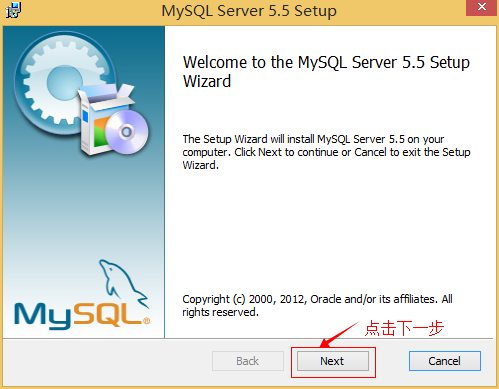 MySQL Server 5.5 Setup
Welcome to the MySQL Server 5.5 Setup
Wizard
The Setup Wizard will install MySQL Server 5.5 on your
computer. Click Next to continue or Cancel to exit the Setup
Wizard.
MySQL®
Copyright (c) 2000, 2012, Oracle and/or its affiliates. All
rights reserved.
点击下一步
Back Next Cancel